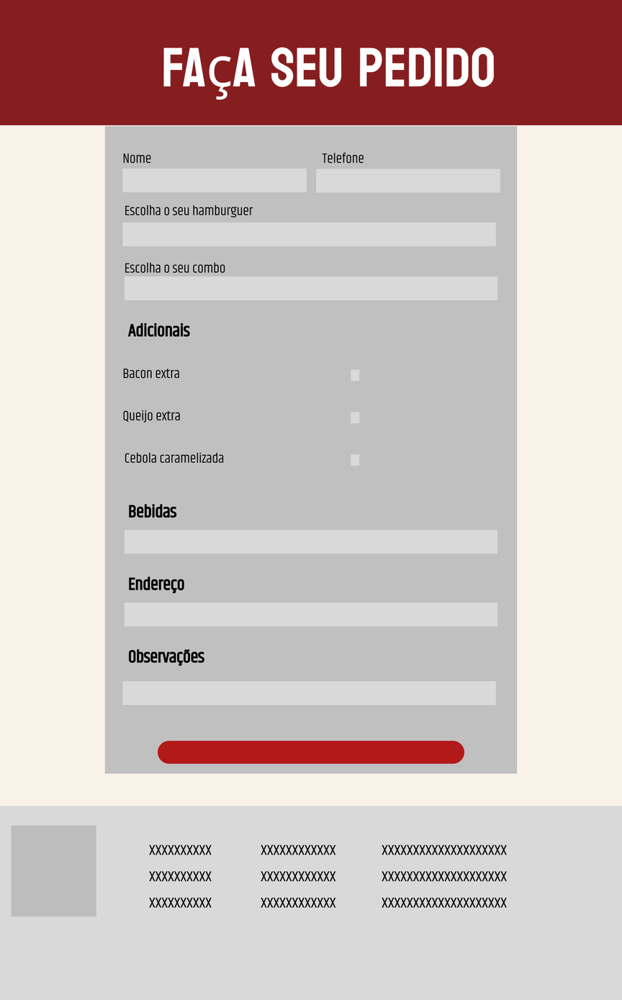 FAÇA SEU PEDIDO
Nome Telefone
Escolha o seu hamburguer
Escolha o seu combo
Adicionais
Bacon extra
Queijo extra
Cebola caramelizada
Bebidas
Endereço
Observações
XXXXXXXXXX XXXXXXXXXXXX XXXXXXXXXXXXXXXXXXXX
XXXXXXXXXX XXXXXXXXXXXX XXXXXXXXXXXXXXXXXXXX
XXXXXXXXXX XXXXXXXXXXXX XXXXXXXXXXXXXXXXXXXX